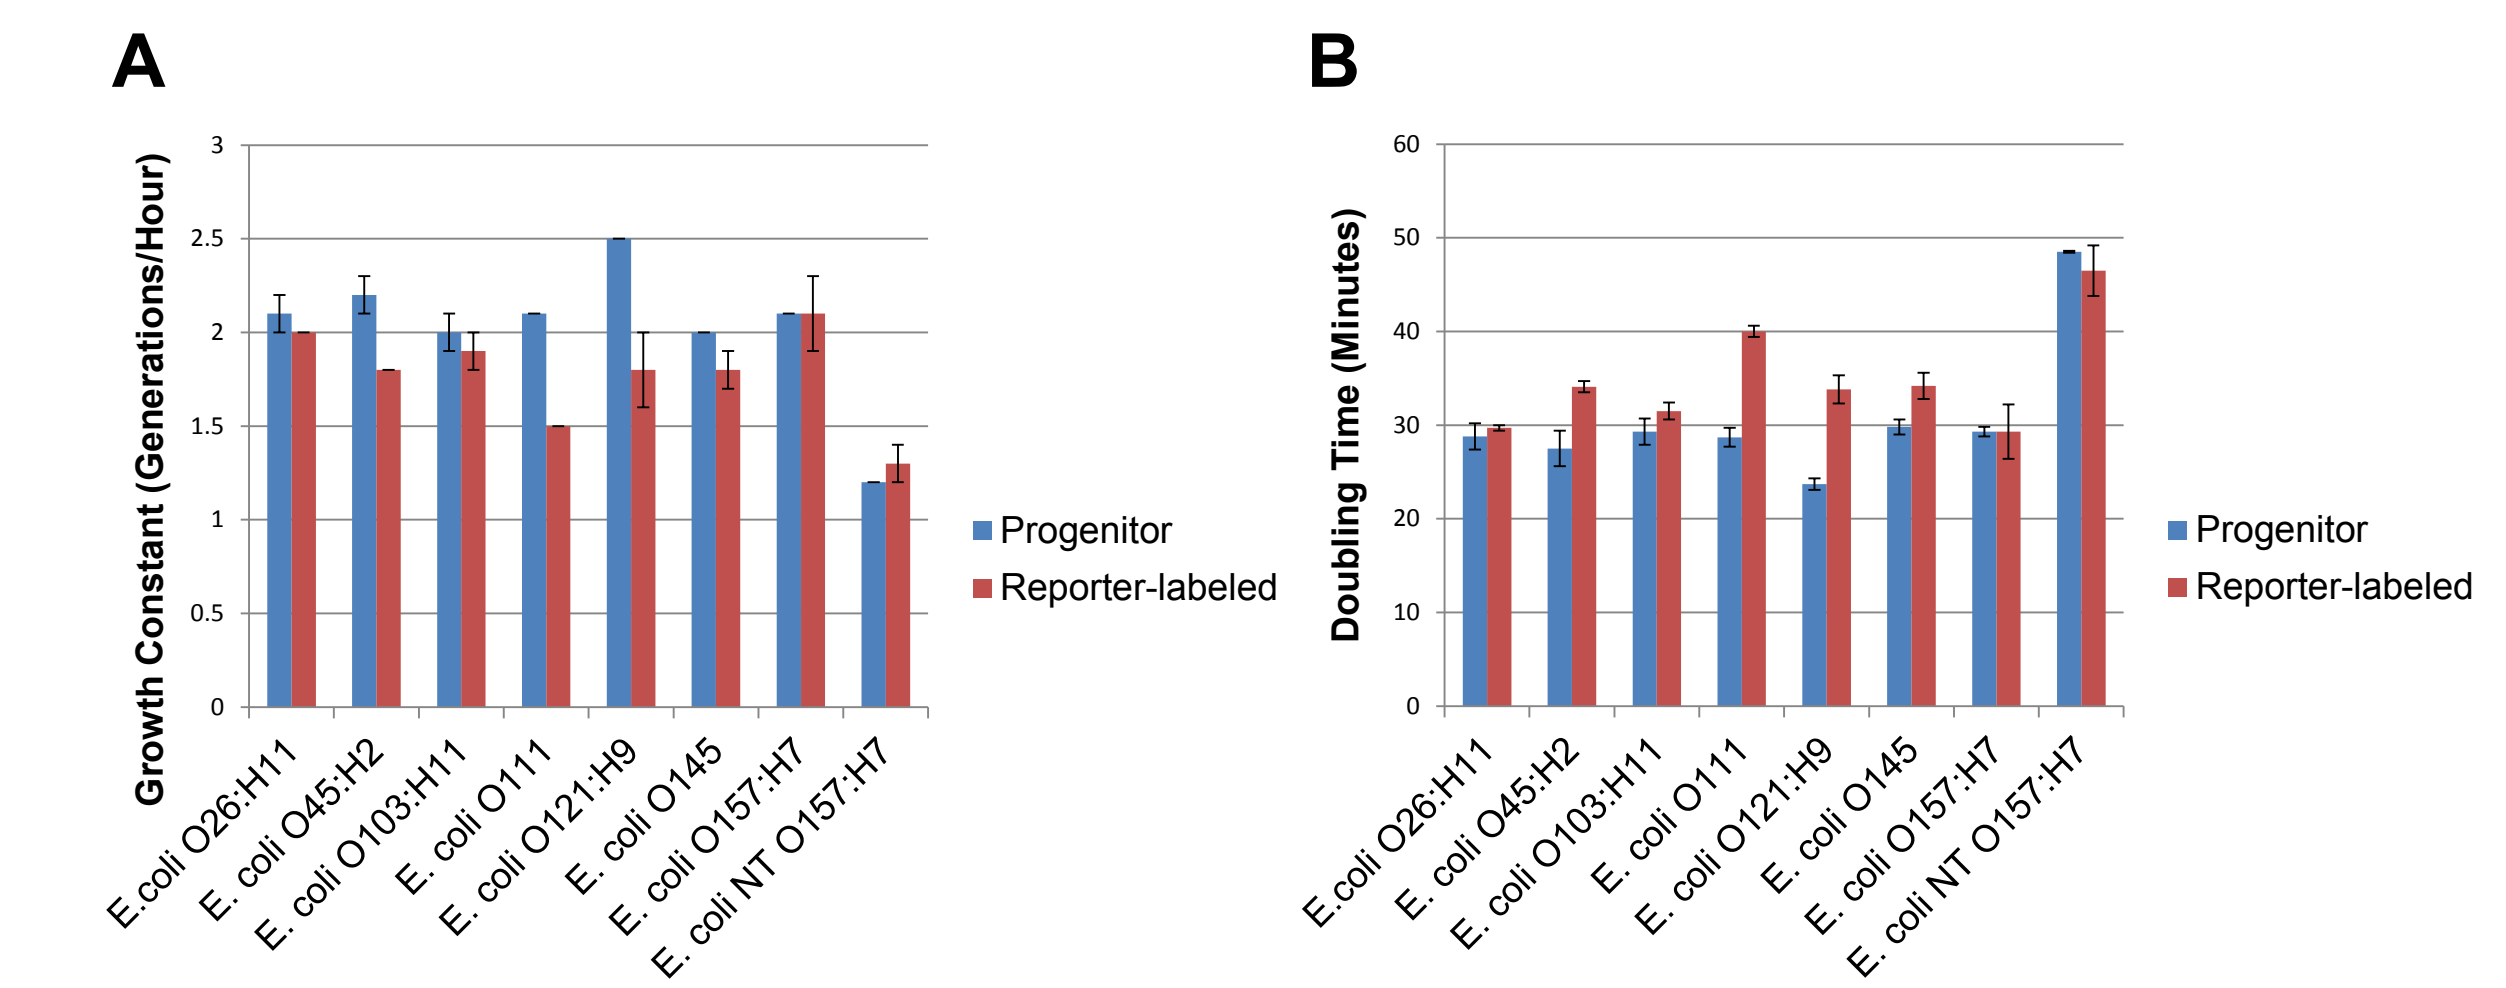 A
Growth Constant (Generations/Hour)
3
2.5
2
1.5
1
0.5
0
E.coli O26:H11
E. coli O45:H2
E. coli O103:H11
E. coli O111
E. coli O121:H9
E. coli O145
E. coli O157:H7
E. coli NT O157:H7
Progenitor
Reporter-labeled
B
Doubling Time (Minutes)
60
50
40
30
20
10
0
E.coli O26:H11
E. coli O45:H2
E. coli O103:H11
E. coli O111
E. coli O121:H9
E. coli O145
E. coli O157:H7
E. coli NT O157:H7
Progenitor
Reporter-labeled